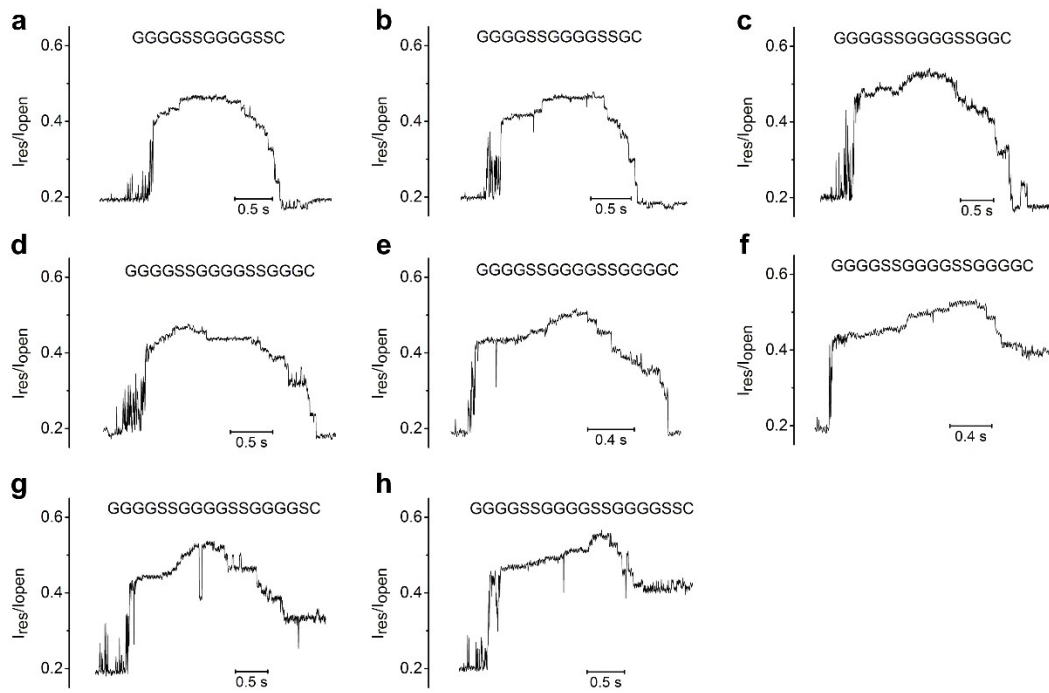 a
GGGGSSGGGGSSC
0.6
0.4
0.2
Ires/Iopen
0.5 s
b
GGGGSSGGGGSSGC
0.6
0.4
0.2
Ires/Iopen
0.5 s
c
GGGGSSGGGGSSGGC
0.6
0.4
0.2
Ires/Iopen
0.5 s
d
GGGGSSGGGGSSGGGC
0.6
0.4
0.2
Ires/Iopen
0.5 s
e
GGGGSSGGGGSSGGGGC
0.6
0.4
0.2
Ires/Iopen
0.4 s
f
GGGGSSGGGGSSGGGGC
0.6
0.4
0.2
Ires/Iopen
0.4 s
g
GGGGSSGGGGSSGGGGSC
0.6
0.4
0.2
Ires/Iopen
0.5 s
h
GGGGSSGGGGSSGGGGSSC
0.6
0.4
0.2
Ires/Iopen
0.5 s